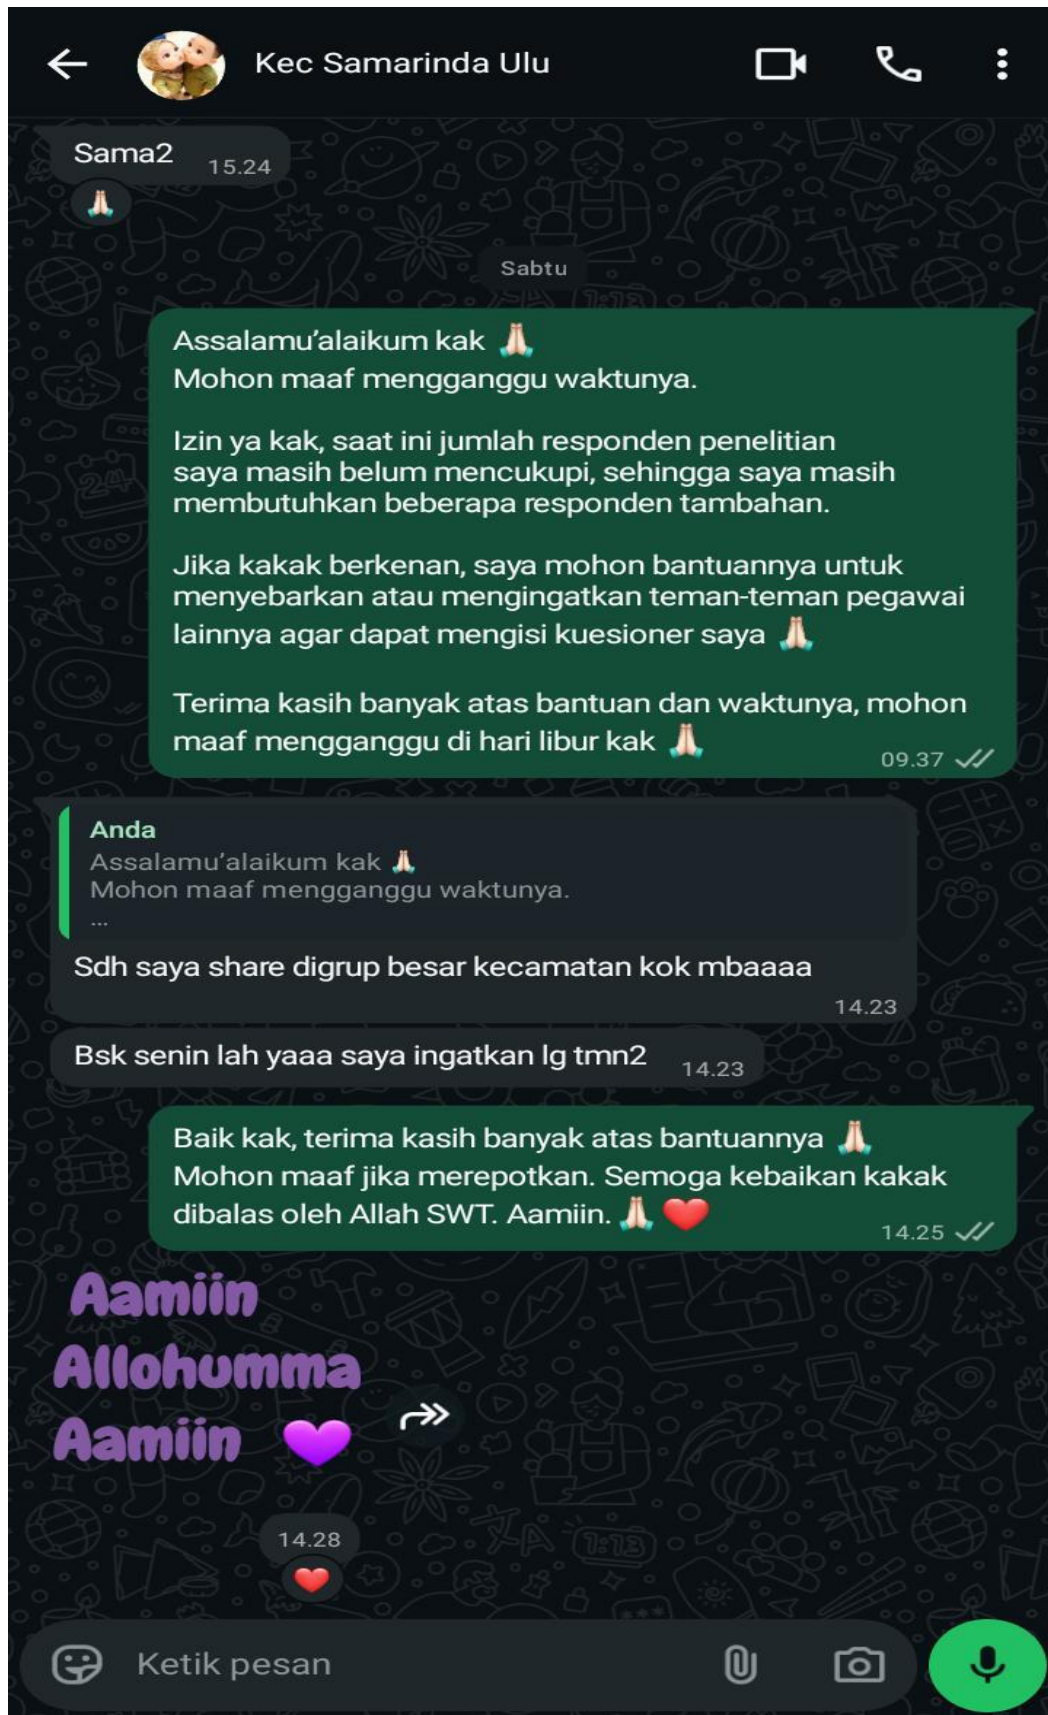 Kec Samarinda Ulu
Sama2 15.24
Sabtu
Assalamu’alaikum kak 🙏🏻
Mohon maaf mengganggu waktunya.
Izin ya kak, saat ini jumlah responden penelitian
saya masih belum mencukupi, sehingga saya masih
membutuhkan beberapa responden tambahan.
Jika kakak berkenan, saya mohon bantuannya untuk
menyebarkan atau mengingatkan teman-teman pegawai
lainnya agar dapat mengisi kuesioner saya 🙏🏻
Terima kasih banyak atas bantuan dan waktunya, mohon
maaf mengganggu di hari libur kak 🙏🏻
09.37
Anda
Assalamu’alaikum kak 🙏🏻
Mohon maaf mengganggu waktunya.
...
Sdh saya share digrup besar kecamatan kok mbaaaa
14.23
Bsk senin lah yaaa saya ingatkan lg tmn2 14.23
Baik kak, terima kasih banyak atas bantuannya 🙏🏻
Mohon maaf jika merepotkan. Semoga kebaikan kakak
dibalas oleh Allah SWT. Aamiin. 🙏🏻 ❤️
14.25
Aamiin
Allohumma
Aamiin 💜
14.28
Ketik pesan